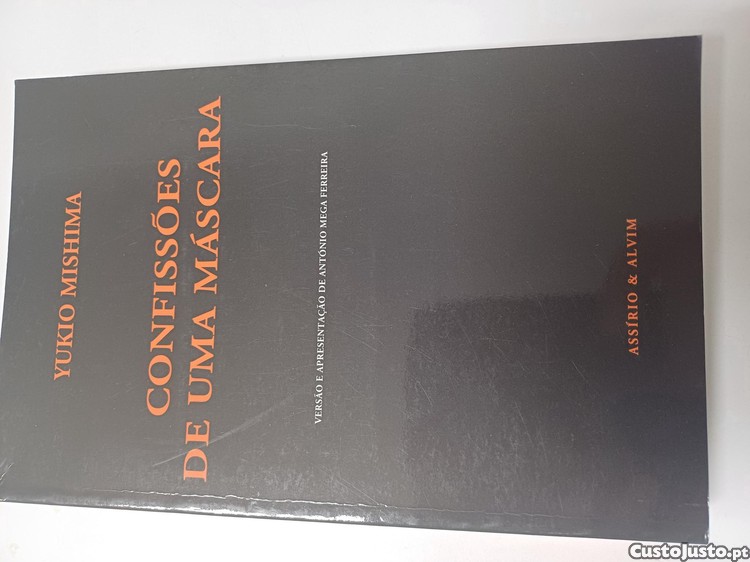 YUKIO MISHIMA
CONFISSÕES
DE UMA MÁSCARA
VERSÃO E APRESENTAÇÃO DE ANTÓNIO MEGA FERREIRA
ASSÍRIO & ALVIM
CustoJusto.pt